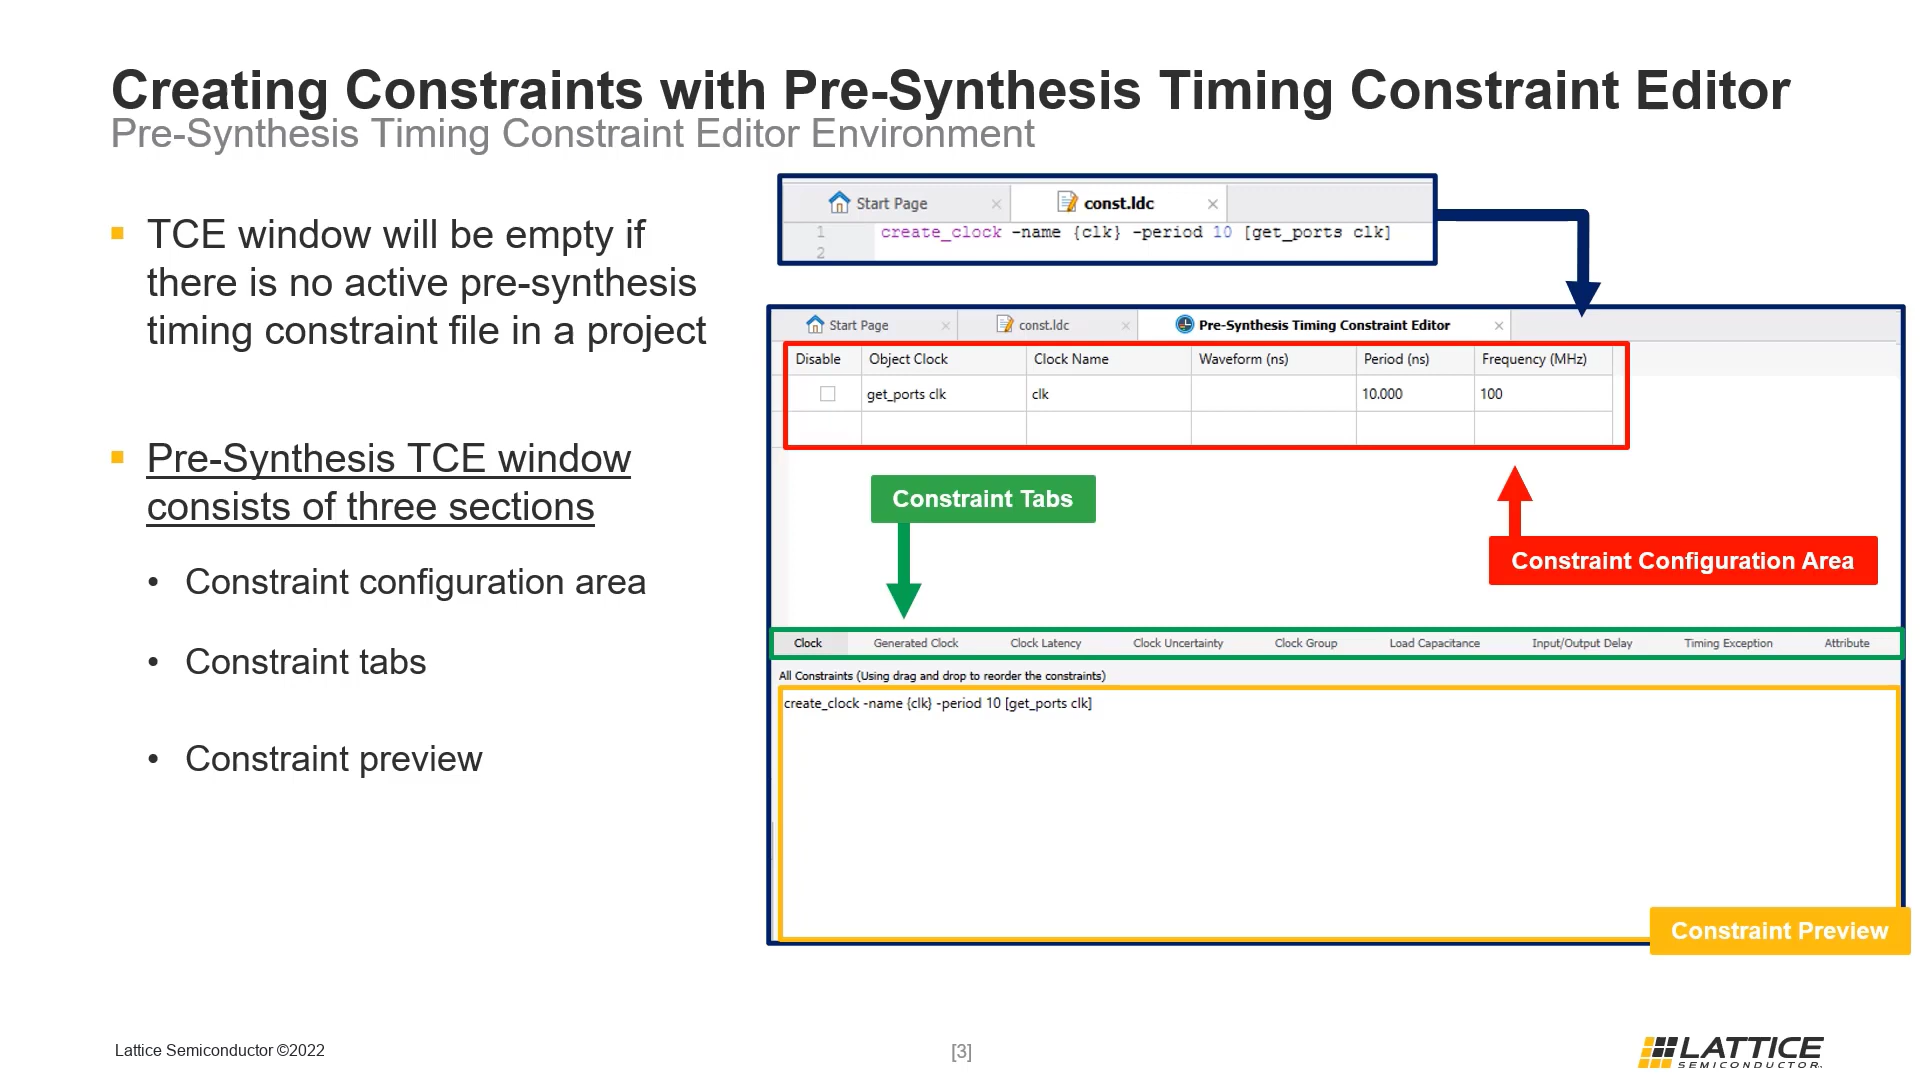 Creating Constraints with Pre-Synthesis Timing Constraint Editor
Pre-Synthesis Timing Constraint Editor Environment
TCE window will be empty if
there is no active pre-synthesis
timing constraint file in a project
Pre-Synthesis TCE window
consists of three sections
• Constraint configuration area
• Constraint tabs
• Constraint preview
Start Page const.ldc
1 create_clock -name {clk} -period 10 [get_ports clk]
2
Start Page const.ldc Pre-Synthesis Timing Constraint Editor
Disable Object Clock Clock Name Waveform (ns) Period (ns) Frequency (MHz)
get_ports clk clk 10.000 100
Constraint Tabs
Constraint Configuration Area
Clock Generated Clock Clock Latency Clock Uncertainty Clock Group Load Capacitance Input/Output Delay Timing Exception Attribute
All Constraints (Using drag and drop to reorder the constraints)
create_clock -name {clk} -period 10 [get_ports clk]
Constraint Preview
Lattice Semiconductor ©2022
[3]
LATTICE
SEMICONDUCTOR